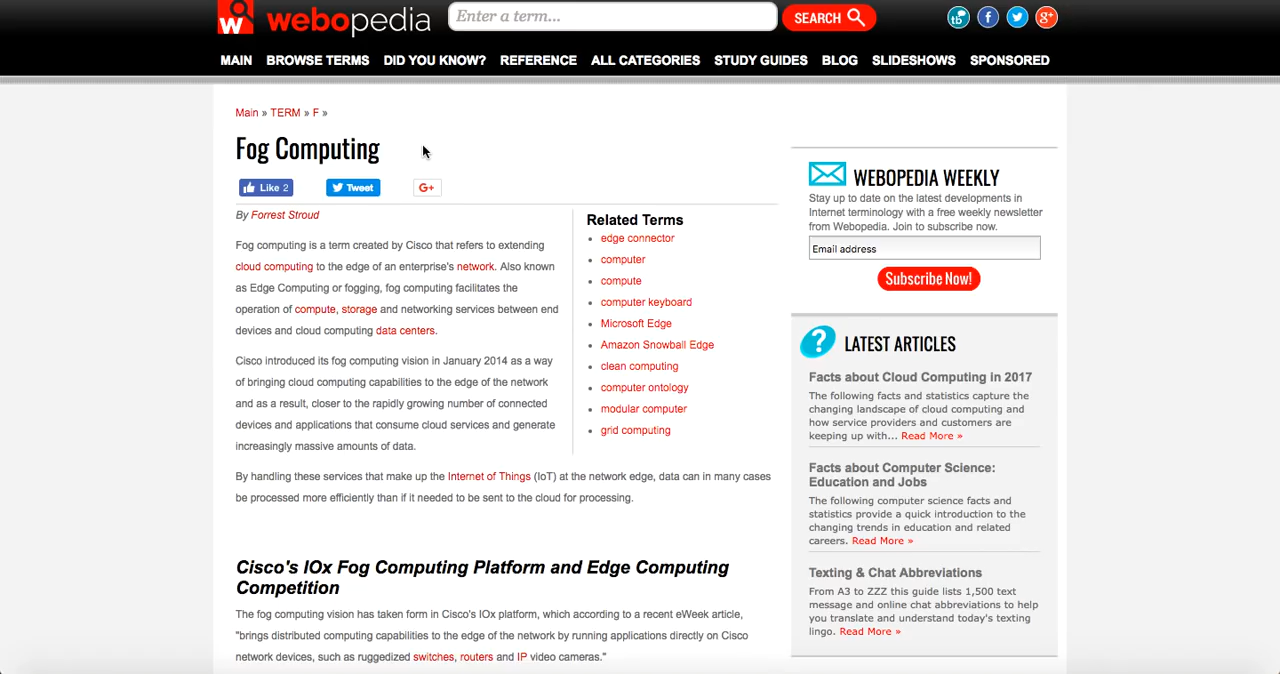 webopedia
Enter a term...
SEARCH
MAIN BROWSE TERMS DID YOU KNOW? REFERENCE ALL CATEGORIES STUDY GUIDES BLOG SLIDESHOWS SPONSORED
Main » TERM » F »
Fog Computing
Like 2
Tweet
G+
By Forrest Stroud
Fog computing is a term created by Cisco that refers to extending
cloud computing to the edge of an enterprise's network. Also known
as Edge Computing or fogging, fog computing facilitates the
operation of compute, storage and networking services between end
devices and cloud computing data centers.
Cisco introduced its fog computing vision in January 2014 as a way
of bringing cloud computing capabilities to the edge of the network
and as a result, closer to the rapidly growing number of connected
devices and applications that consume cloud services and generate
increasingly massive amounts of data.
By handling these services that make up the Internet of Things (IoT) at the network edge, data can in many cases
be processed more efficiently than if it needed to be sent to the cloud for processing.
Related Terms
edge connector
computer
compute
computer keyboard
Microsoft Edge
Amazon Snowball Edge
clean computing
computer ontology
modular computer
grid computing
Cisco's IOx Fog Computing Platform and Edge Computing
Competition
The fog computing vision has taken form in Cisco's IOx platform, which according to a recent eWeek article,
"brings distributed computing capabilities to the edge of the network by running applications directly on Cisco
network devices, such as ruggedized switches, routers and IP video cameras."
WEBOPEDIA WEEKLY
Stay up to date on the latest developments in
Internet terminology with a free weekly newsletter
from Webopedia. Join to subscribe now.
Email address
Subscribe Now!
LATEST ARTICLES
Facts about Cloud Computing in 2017
The following facts and statistics capture the
changing landscape of cloud computing and
how service providers and customers are
keeping up with... Read More »
Facts about Computer Science:
Education and Jobs
The following computer science facts and
statistics provide a quick introduction to the
changing trends in education and related
careers. Read More »
Texting & Chat Abbreviations
From A3 to ZZZ this guide lists 1,500 text
message and online chat abbreviations to help
you translate and understand today's texting
lingo. Read More »